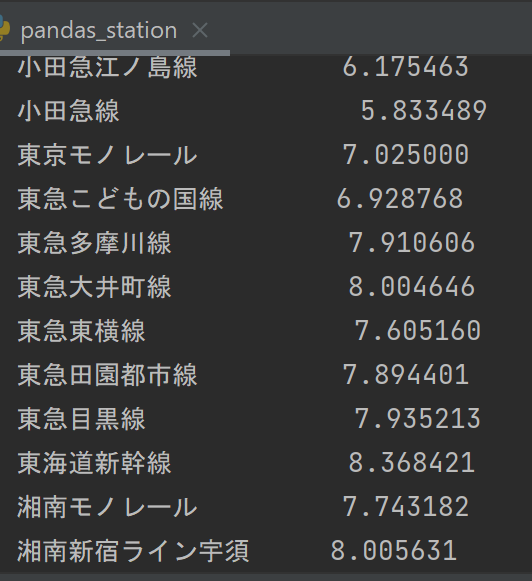 pandas_station ×
小田急江ノ島線 6.175463
小田急線 5.833489
東京モノレール 7.025000
東急こどもの国線 6.928768
東急多摩川線 7.910606
東急大井町線 8.004646
東急東横線 7.605160
東急田園都市線 7.894401
東急目黒線 7.935213
東海道新幹線 8.368421
湘南モノレール 7.743182
湘南新宿ライン宇須 8.005631